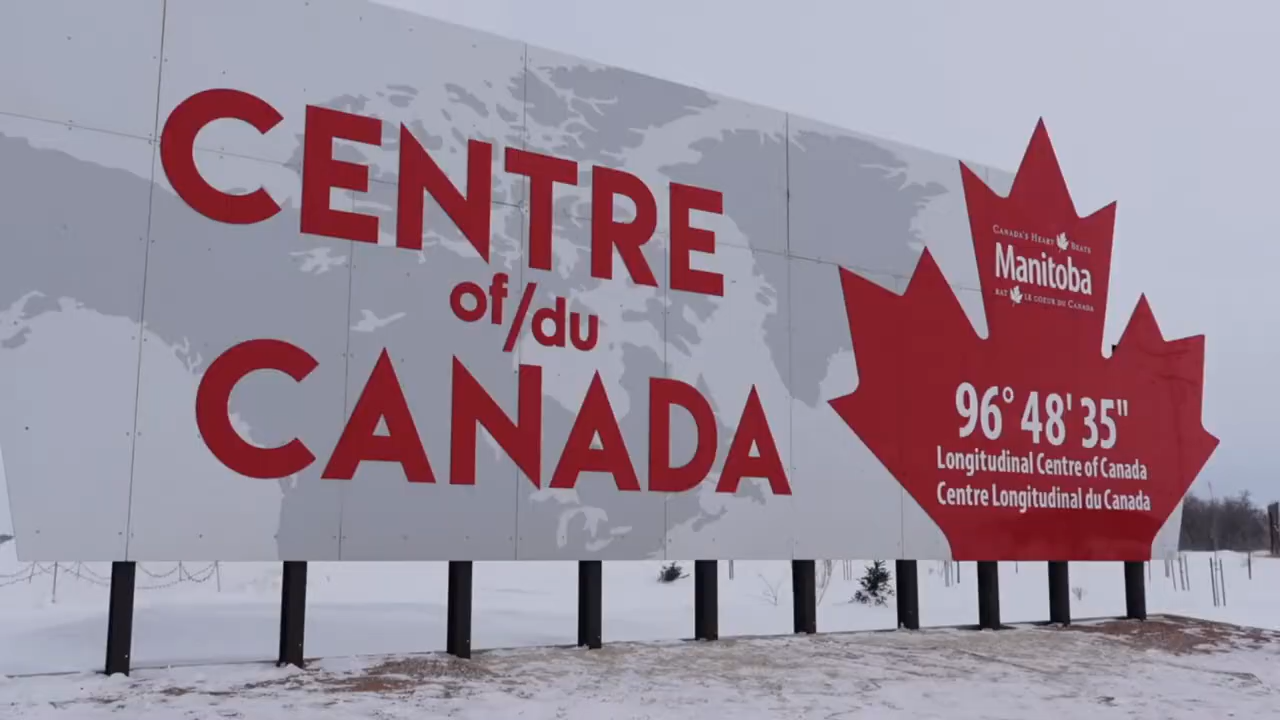 CENTRE
of/du
CANADA
CANADA'S HEART BEATS
Manitoba
BAT LE COEUR DU CANADA
96° 48' 35"
Longitudinal Centre of Canada
Centre Longitudinal du Canada